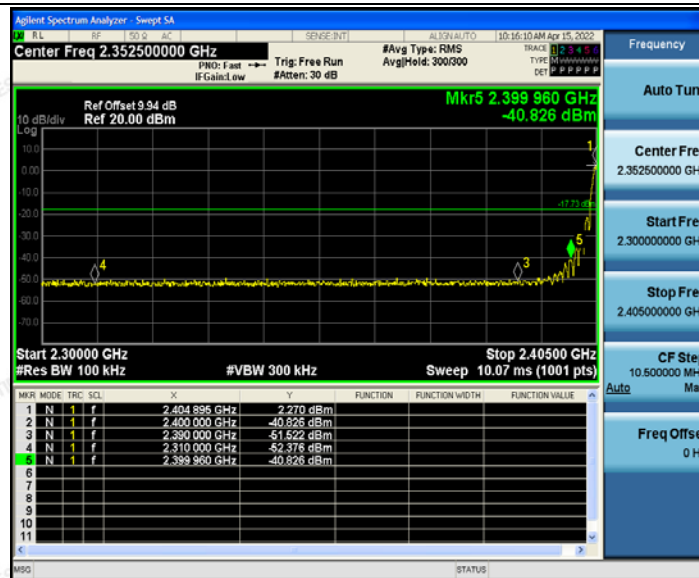 Agilent Spectrum Analyzer - Swept SA
RL RF 50 Ω AC SENSE:INT ALIGN AUTO 10:16:10 AM Apr 15, 2022
Center Freq 2.352500000 GHz
PNO: Fast
IFGain:Low
Trig: Free Run
#Atten: 30 dB
#Avg Type: RMS
Avg|Hold: 300/300
TRACE 1 2 3 4 5 6
TYPE M
DET P P P P P P
Ref Offset 9.94 dB
Ref 20.00 dBm
10 dB/div
Log
Mkr5 2.399 960 GHz
-40.826 dBm
10.0
0.00
-10.0
-20.0
-30.0
-40.0
-50.0
-60.0
-70.0
-17.73 dBm
1
5
4
3
Start 2.30000 GHz
Stop 2.40500 GHz
#Res BW 100 kHz #VBW 300 kHz Sweep 10.07 ms (1001 pts)
MKR MODE TRC SCL X Y FUNCTION FUNCTION WIDTH FUNCTION VALUE
1 N 1 f 2.404 895 GHz 2.270 dBm
2 N 1 f 2.400 000 GHz -40.826 dBm
3 N 1 f 2.390 000 GHz -51.522 dBm
4 N 1 f 2.310 000 GHz -52.376 dBm
5 N 1 f 2.399 960 GHz -40.826 dBm
6
7
8
9
10
11
MSG STATUS
Frequency
Auto Tun
Center Fre
2.352500000 GH
Start Fre
2.300000000 GH
Stop Fre
2.405000000 GH
CF Ste
10.500000 MH
Auto Ma
Freq Offse
0 H